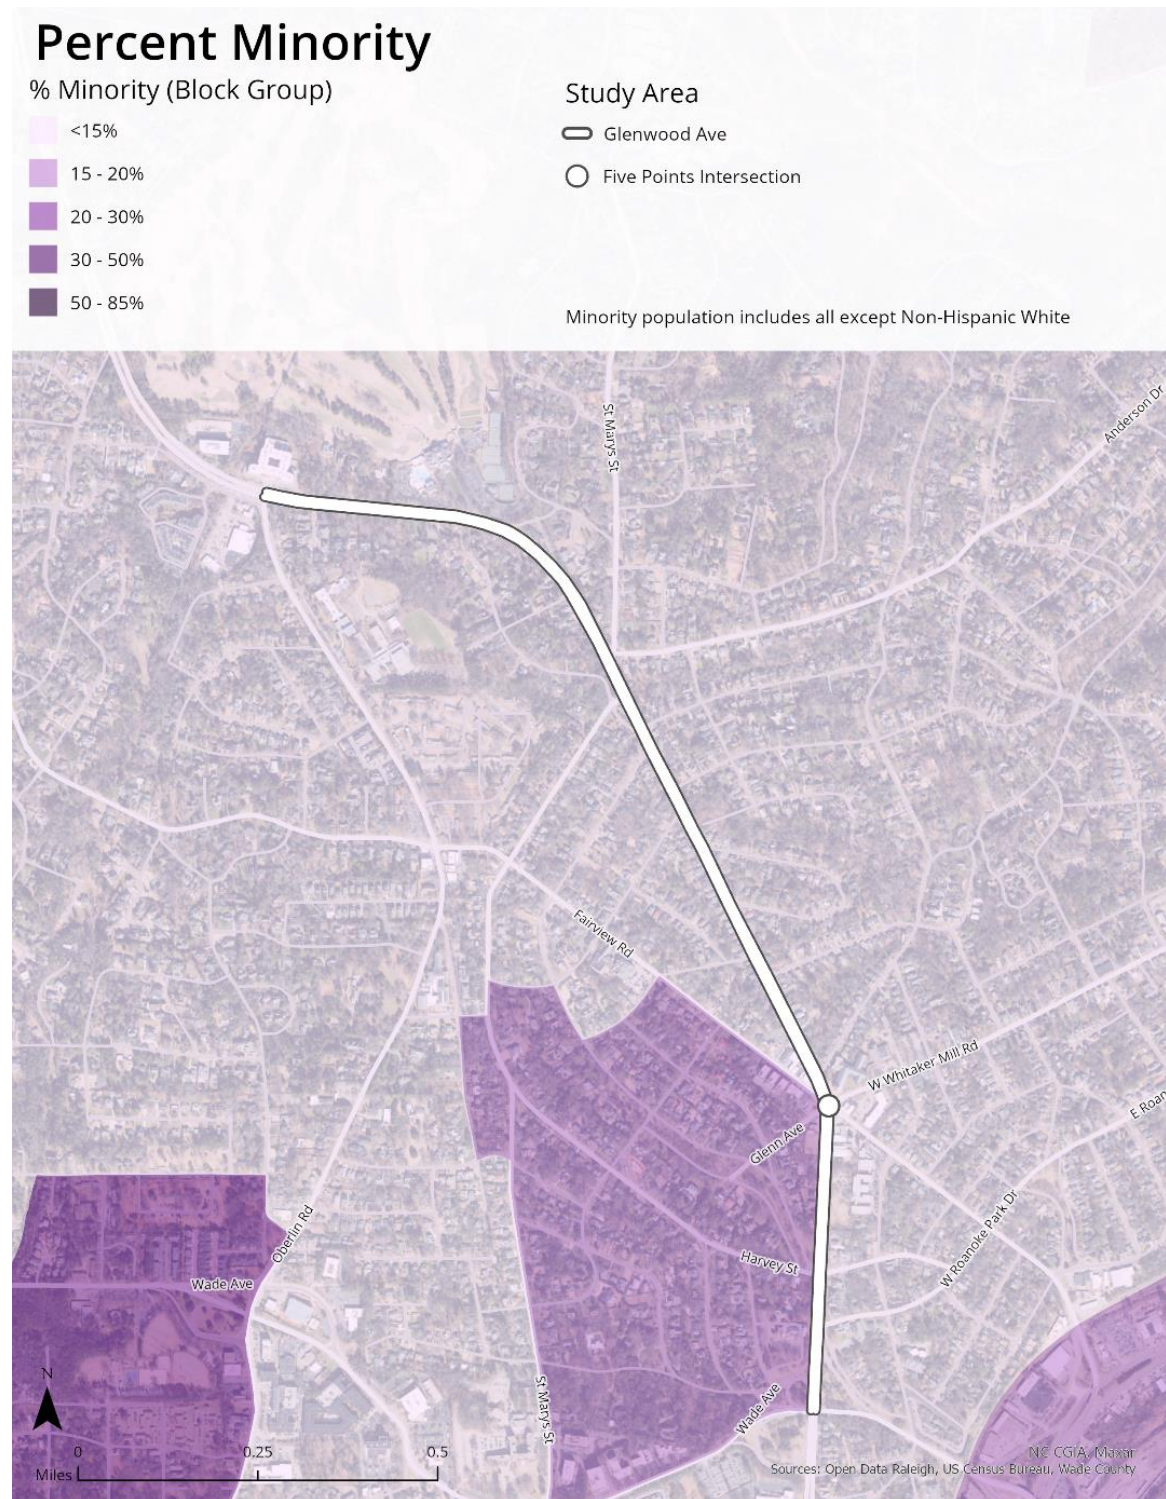 Percent Minority
% Minority (Block Group)
<15%
15 - 20%
20 - 30%
30 - 50%
50 - 85%
Study Area
Glenwood Ave
Five Points Intersection
Minority population includes all except Non-Hispanic White
St Marys St
Anderson Dr
Fairview Rd
W Whitaker Mill Rd
E Roan
Glenn Ave
W Roanoke Park Dr
Oberlin Rd
Harvey St
Wade Ave
St Marys St
Wade Ave
N
0
0.25
0.5
Miles
NC CGIA, Maxar
Sources: Open Data Raleigh, US Census Bureau, Wade County